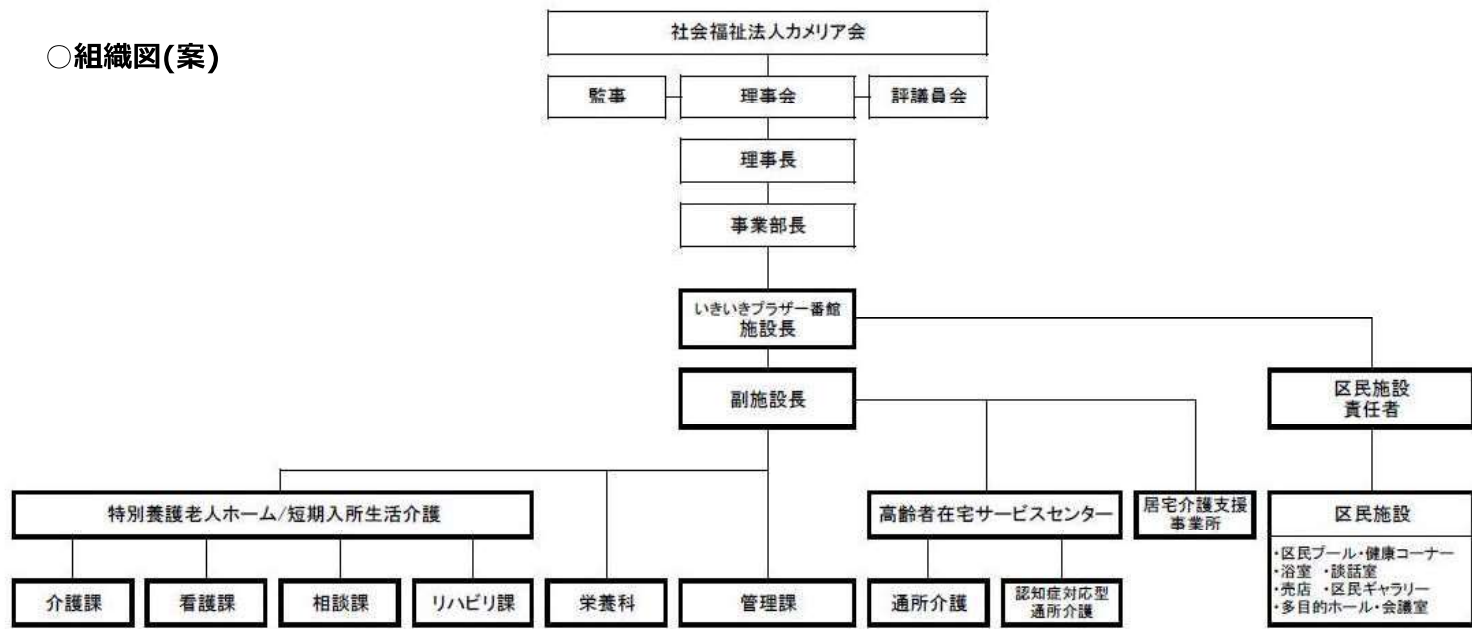 ○組織図(案)
社会福祉法人カメリア会
監事
理事会
評議員会
理事長
事業部長
いきいきプラザ一番館
施設長
副施設長
区民施設
責任者
特別養護老人ホーム/短期入所生活介護
高齢者在宅サービスセンター
居宅介護支援
事業所
区民施設
・区民プール・健康コーナー
・浴室 ・談話室
・売店 ・区民ギャラリー
・多目的ホール・会議室
介護課
看護課
相談課
リハビリ課
栄養科
管理課
通所介護
認知症対応型
通所介護